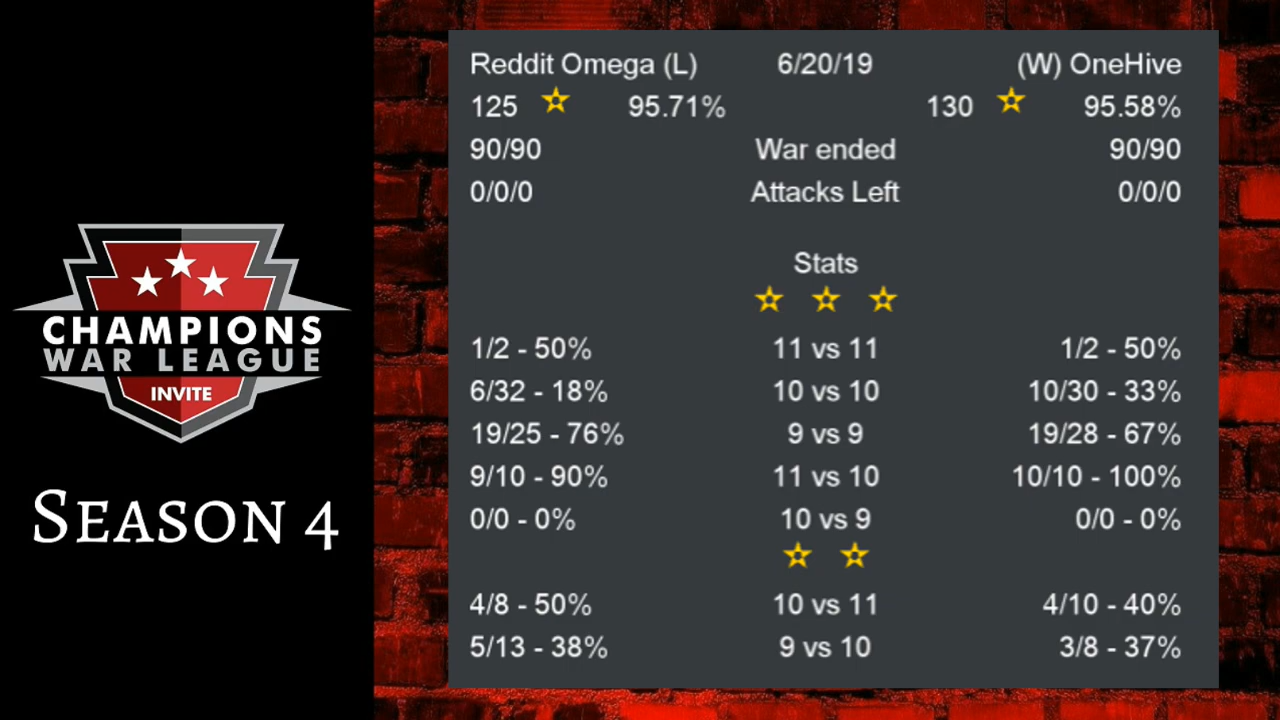 CHAMPIONS
WAR LEAGUE
INVITE
SEASON 4
Reddit Omega (L) 6/20/19 (W) OneHive
125 95.71% 130 95.58%
90/90 War ended 90/90
0/0/0 Attacks Left 0/0/0
Stats
1/2 - 50% 11 vs 11 1/2 - 50%
6/32 - 18% 10 vs 10 10/30 - 33%
19/25 - 76% 9 vs 9 19/28 - 67%
9/10 - 90% 11 vs 10 10/10 - 100%
0/0 - 0% 10 vs 9 0/0 - 0%
4/8 - 50% 10 vs 11 4/10 - 40%
5/13 - 38% 9 vs 10 3/8 - 37%